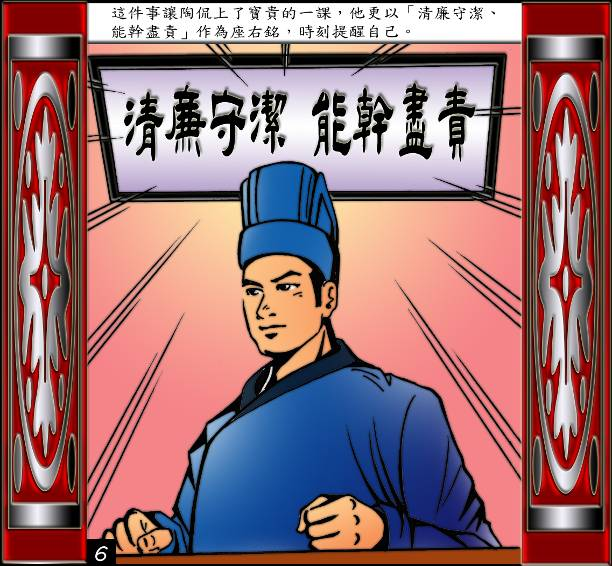 這件事讓陶侃上了寶貴的一課，他更以「清廉守潔、
能幹盡責」作為座右銘，時刻提醒自己。
清廉守潔 能幹盡責
6